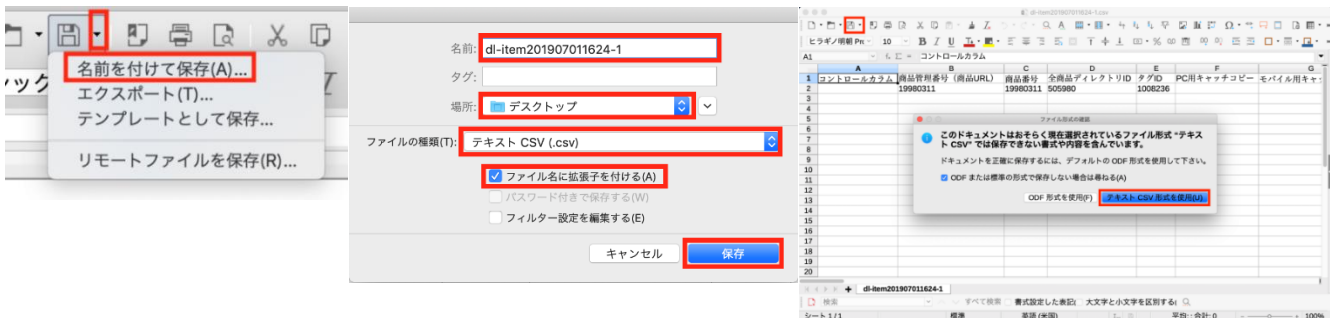 ック
名前を付けて保存(A)...
エクスポート(T)...
テンプレートとして保存...
リモートファイルを保存(R)...
名前: dl-item201907011624-1
タグ:
場所: デスクトップ
ファイルの種類(T): テキスト CSV (.csv)
ファイル名に拡張子を付ける(A)
パスワード付きで保存する(W)
フィルター設定を編集する(E)
キャンセル 保存
dl-item201907011624-1.csv
ヒラギノ明朝 Pr 10
A1 コントロールカラム
A B C D E F G
1 コントロールカラム 商品管理番号(商品URL) 商品番号 全商品ディレクトリID タグID PC用キャッチコピー モバイル用キャ
2 19980311 19980311 505980 1008236
3
4
5
6
7
8
9
10
11
12
13
14
15
16
17
18
19
20
ファイル形式の確認
このドキュメントはおそらく現在選択されているファイル形式 "テキス
ト CSV" では保存できない書式や内容を含んでいます。
ドキュメントを正確に保存するには、デフォルトの ODF 形式を使用して下さい。
ODF または標準の形式で保存しない場合は尋ねる(A)
ODF 形式を使用(F) テキスト CSV 形式を使用(U)
dl-item201907011624-1
検索 すべて検索 書式設定した表記 大文字と小文字を区別する
シート 1/1 標準 英語 (米国) 平均: ; 合計: 0 100%